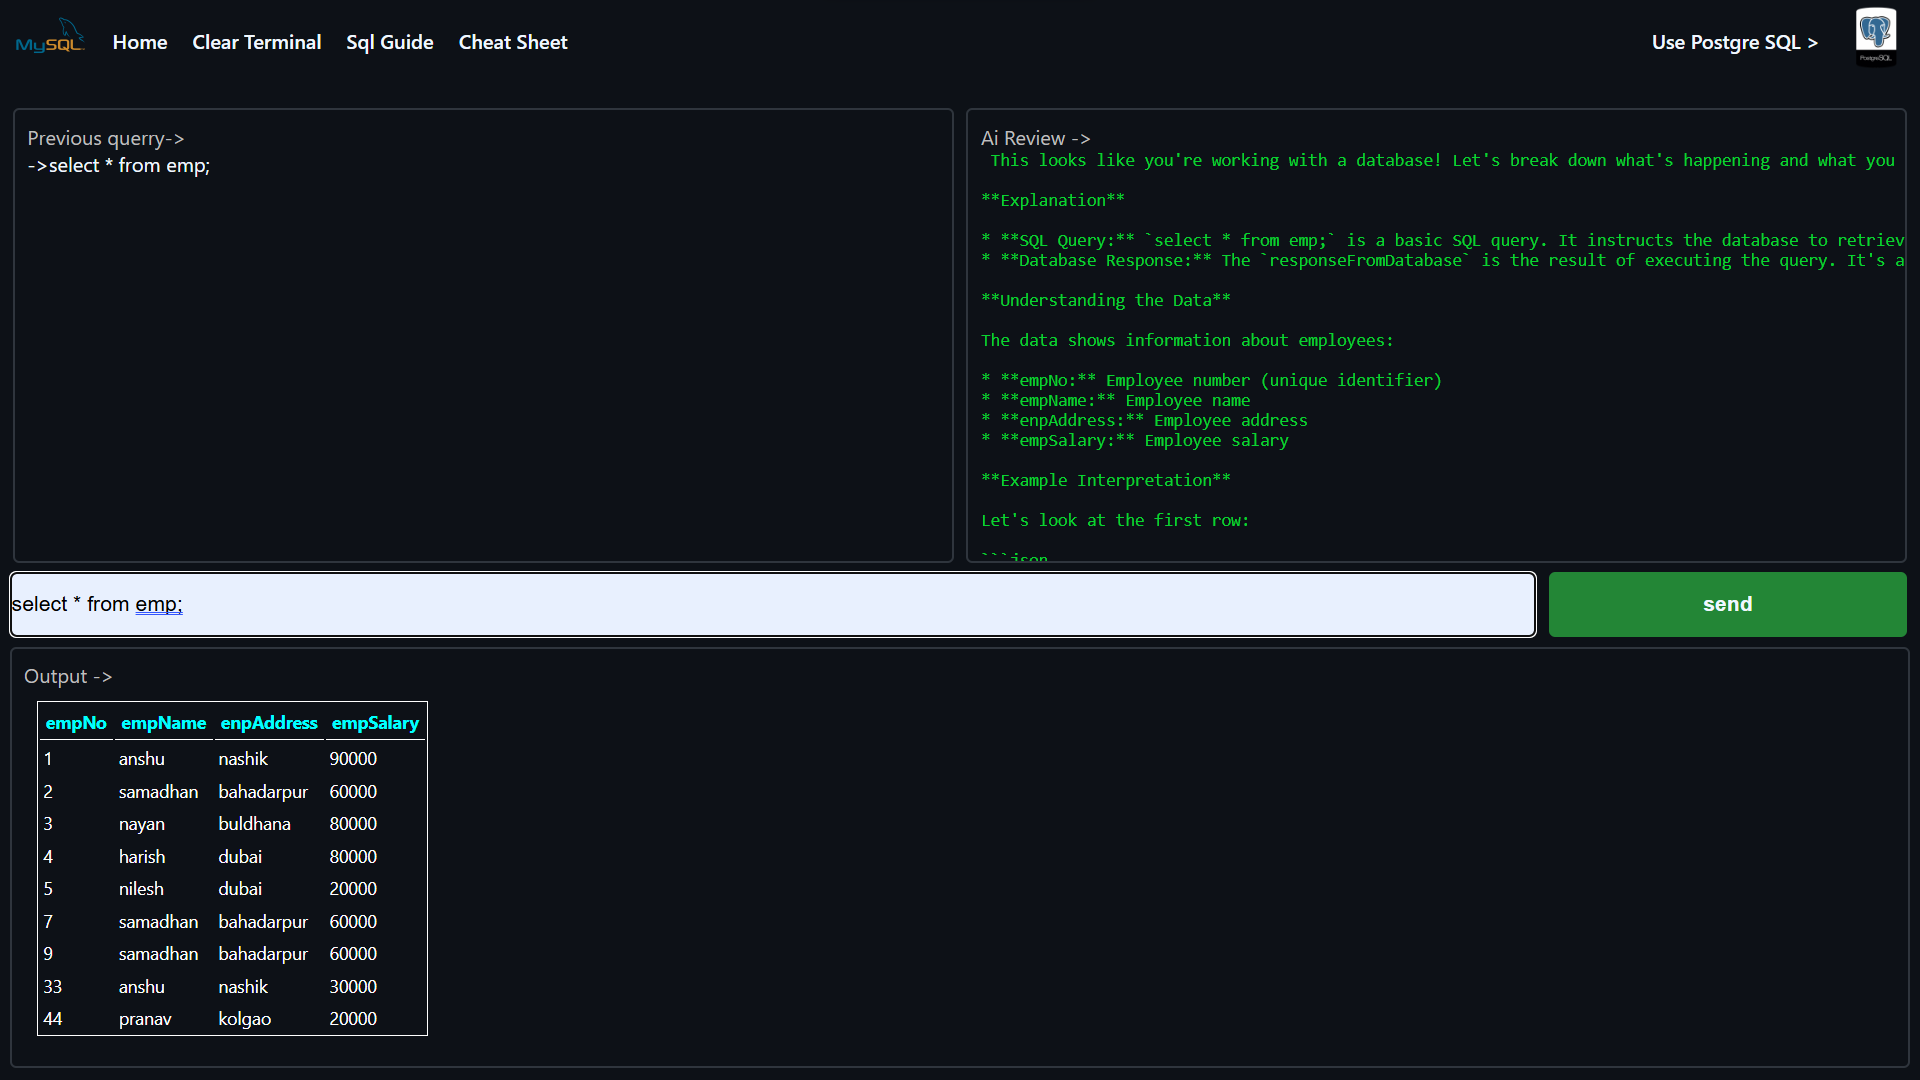 MySQL Home Clear Terminal Sql Guide Cheat Sheet Use Postgre SQL >
PostgreSQL
Previous querry->
->select * from emp;
Ai Review ->
This looks like you're working with a database! Let's break down what's happening and what you
**Explanation**
* **SQL Query:** `select * from emp;` is a basic SQL query. It instructs the database to retriev
* **Database Response:** The `responseFromDatabase` is the result of executing the query. It's a
**Understanding the Data**
The data shows information about employees:
* **empNo:** Employee number (unique identifier)
* **empName:** Employee name
* **enpAddress:** Employee address
* **empSalary:** Employee salary
**Example Interpretation**
Let's look at the first row:
```json
select * from emp;
send
Output ->
empNo empName enpAddress empSalary
1 anshu nashik 90000
2 samadhan bahadarpur 60000
3 nayan buldhana 80000
4 harish dubai 80000
5 nilesh dubai 20000
7 samadhan bahadarpur 60000
9 samadhan bahadarpur 60000
33 anshu nashik 30000
44 pranav kolgao 20000